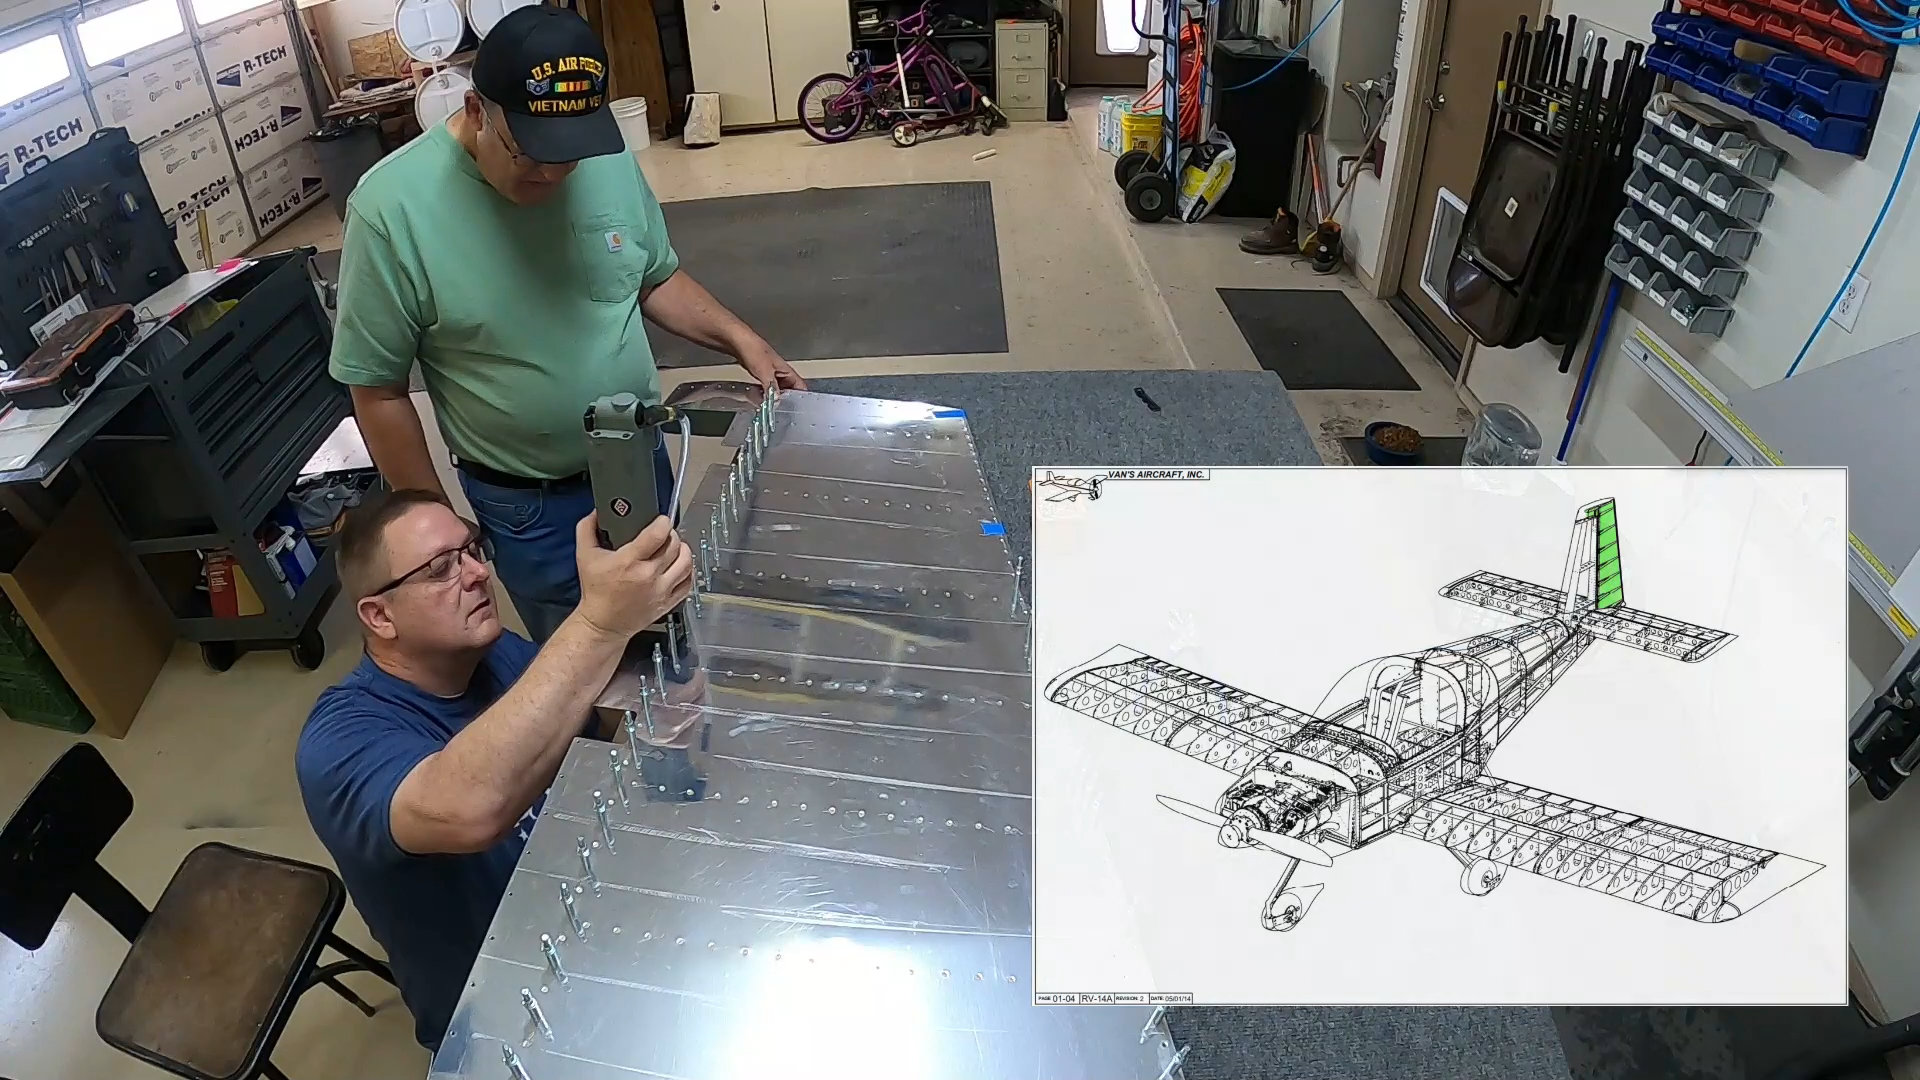 R-TECH
R-TECH
R-TECH
R-TECH
R-TECH
U.S. AIR FORCE
VIETNAM VET
VAN'S AIRCRAFT, INC.
PAGE 01-04 RV-14A REVISION: 2 DATE: 05/01/14